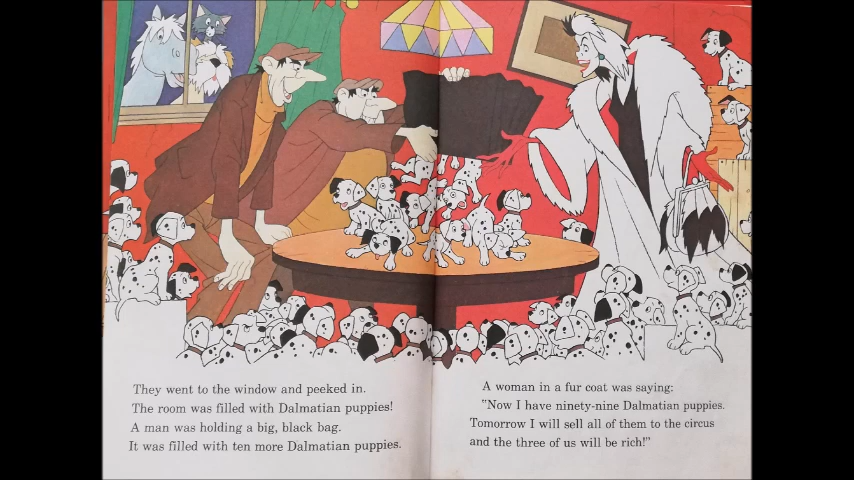 They went to the window and peeked in.
The room was filled with Dalmatian puppies!
A man was holding a big, black bag.
It was filled with ten more Dalmatian puppies.
A woman in a fur coat was saying:
"Now I have ninety-nine Dalmatian puppies.
Tomorrow I will sell all of them to the circus
and the three of us will be rich!"